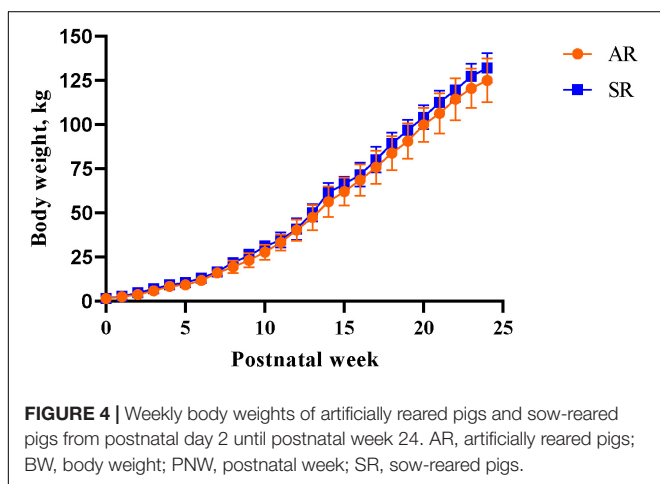 150
125
100
75
50
25
0
Body weight, kg
AR
SR
0 5 10 15 20 25
Postnatal week
FIGURE 4 | Weekly body weights of artificially reared pigs and sow-reared
pigs from postnatal day 2 until postnatal week 24. AR, artificially reared pigs;
BW, body weight; PNW, postnatal week; SR, sow-reared pigs.